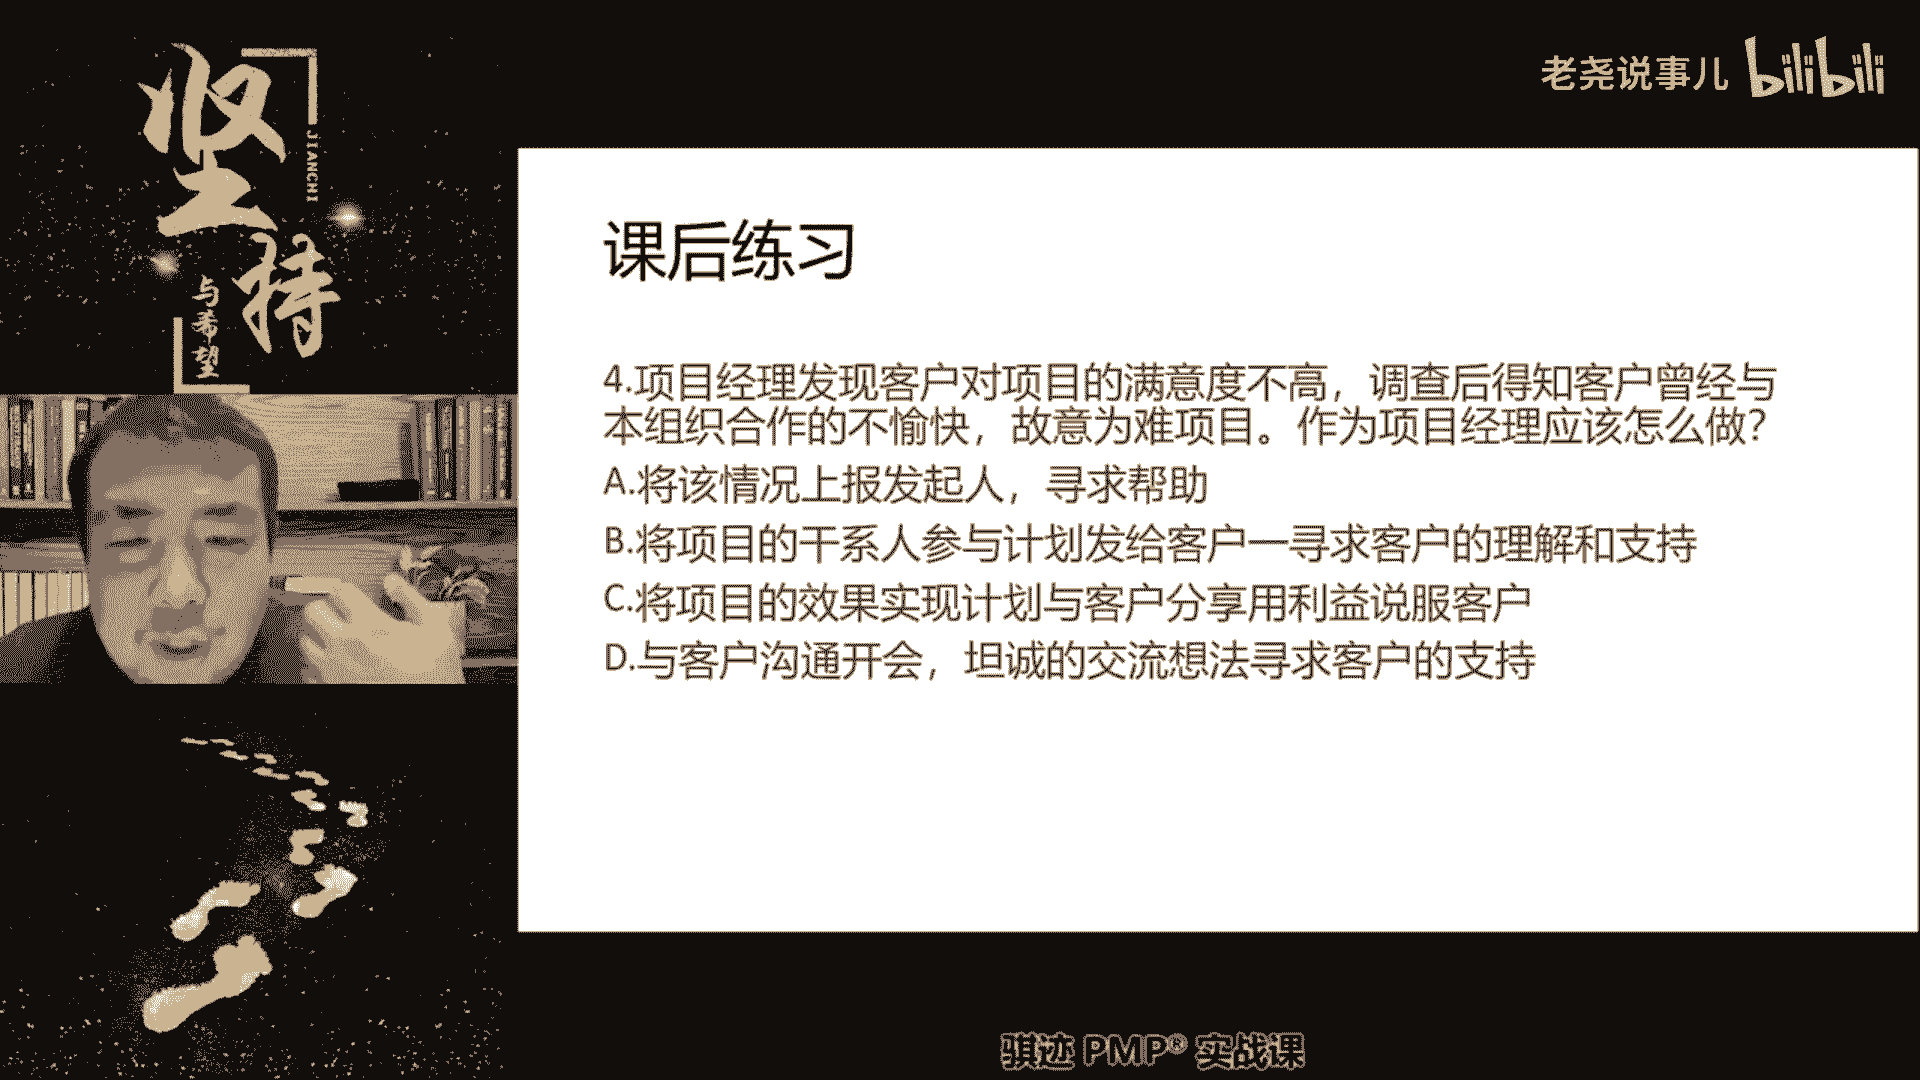 坚持
JIANCHI
与希望
老尧说事儿 bilibili
课后练习
4.项目经理发现客户对项目的满意度不高，调查后得知客户曾经与
本组织合作的不愉快，故意为难项目。作为项目经理应该怎么做？
A.将该情况上报发起人，寻求帮助
B.将项目的干系人参与计划发给客户一寻求客户的理解和支持
C.将项目的效果实现计划与客户分享用利益说服客户
D.与客户沟通开会，坦诚的交流想法寻求客户的支持
骐迹 PMP® 实战课